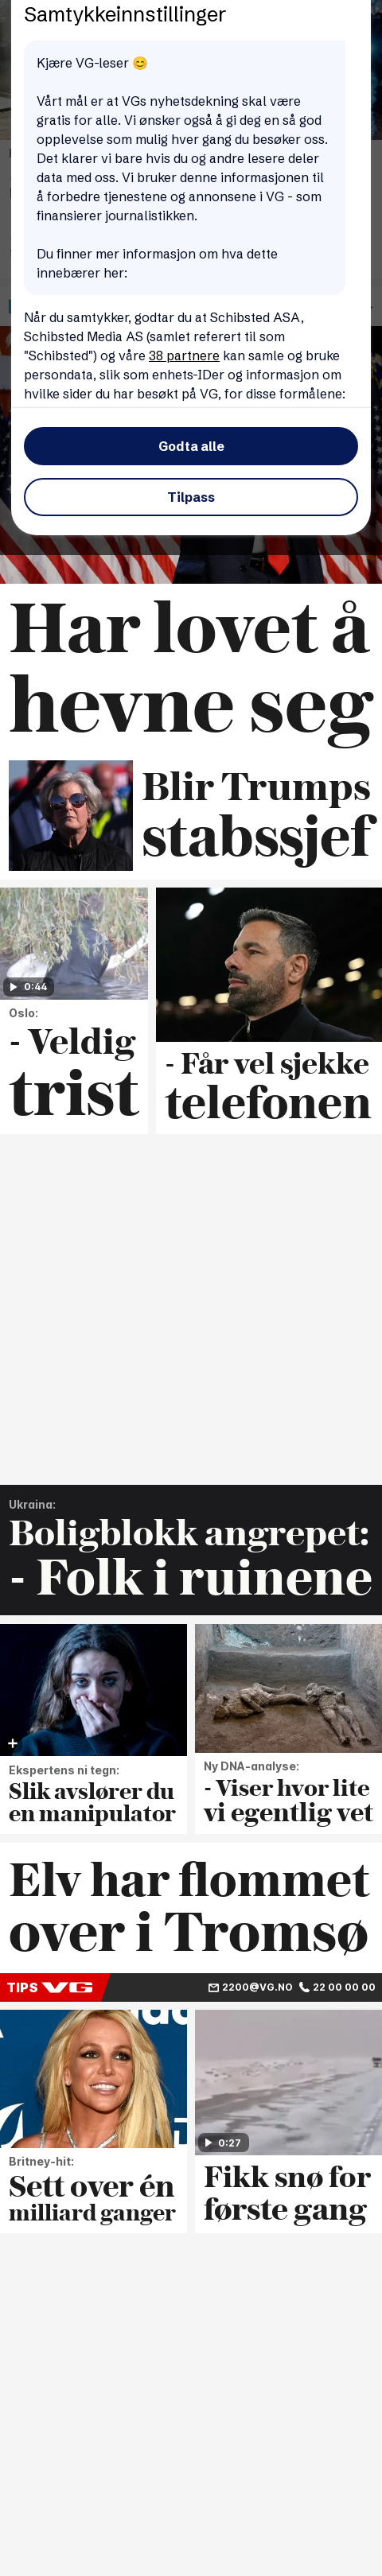 Samtykkeinnstillinger
Kjære VG-leser 😊
Vårt mål er at VGs nyhetsdekning skal være
gratis for alle. Vi ønsker også å gi deg en så god
opplevelse som mulig hver gang du besøker oss.
Det klarer vi bare hvis du og andre lesere deler
data med oss. Vi bruker denne informasjonen til
å forbedre tjenestene og annonsene i VG - som
finansierer journalistikken.
Du finner mer informasjon om hva dette
innebærer her:
Når du samtykker, godtar du at Schibsted ASA,
Schibsted Media AS (samlet referert til som
"Schibsted") og våre 38 partnere kan samle og bruke
persondata, slik som enhets-IDer og informasjon om
hvilke sider du har besøkt på VG, for disse formålene:
Godta alle
Tilpass
Har lovet å
hevne seg
Blir Trumps
stabssjef
0:44
Oslo:
- Veldig
trist
- Får vel sjekke
telefonen
Ukraina:
Boligblokk angrepet:
- Folk i ruinene
Ekspertens ni tegn:
Slik avslører du
en manipulator
Ny DNA-analyse:
- Viser hvor lite
vi egentlig vet
Elv har flommet
over i Tromsø
TIPS VG 2200@VG.NO 22 00 00 00
Britney-hit:
Sett over én
milliard ganger
0:27
Fikk snø for
første gang